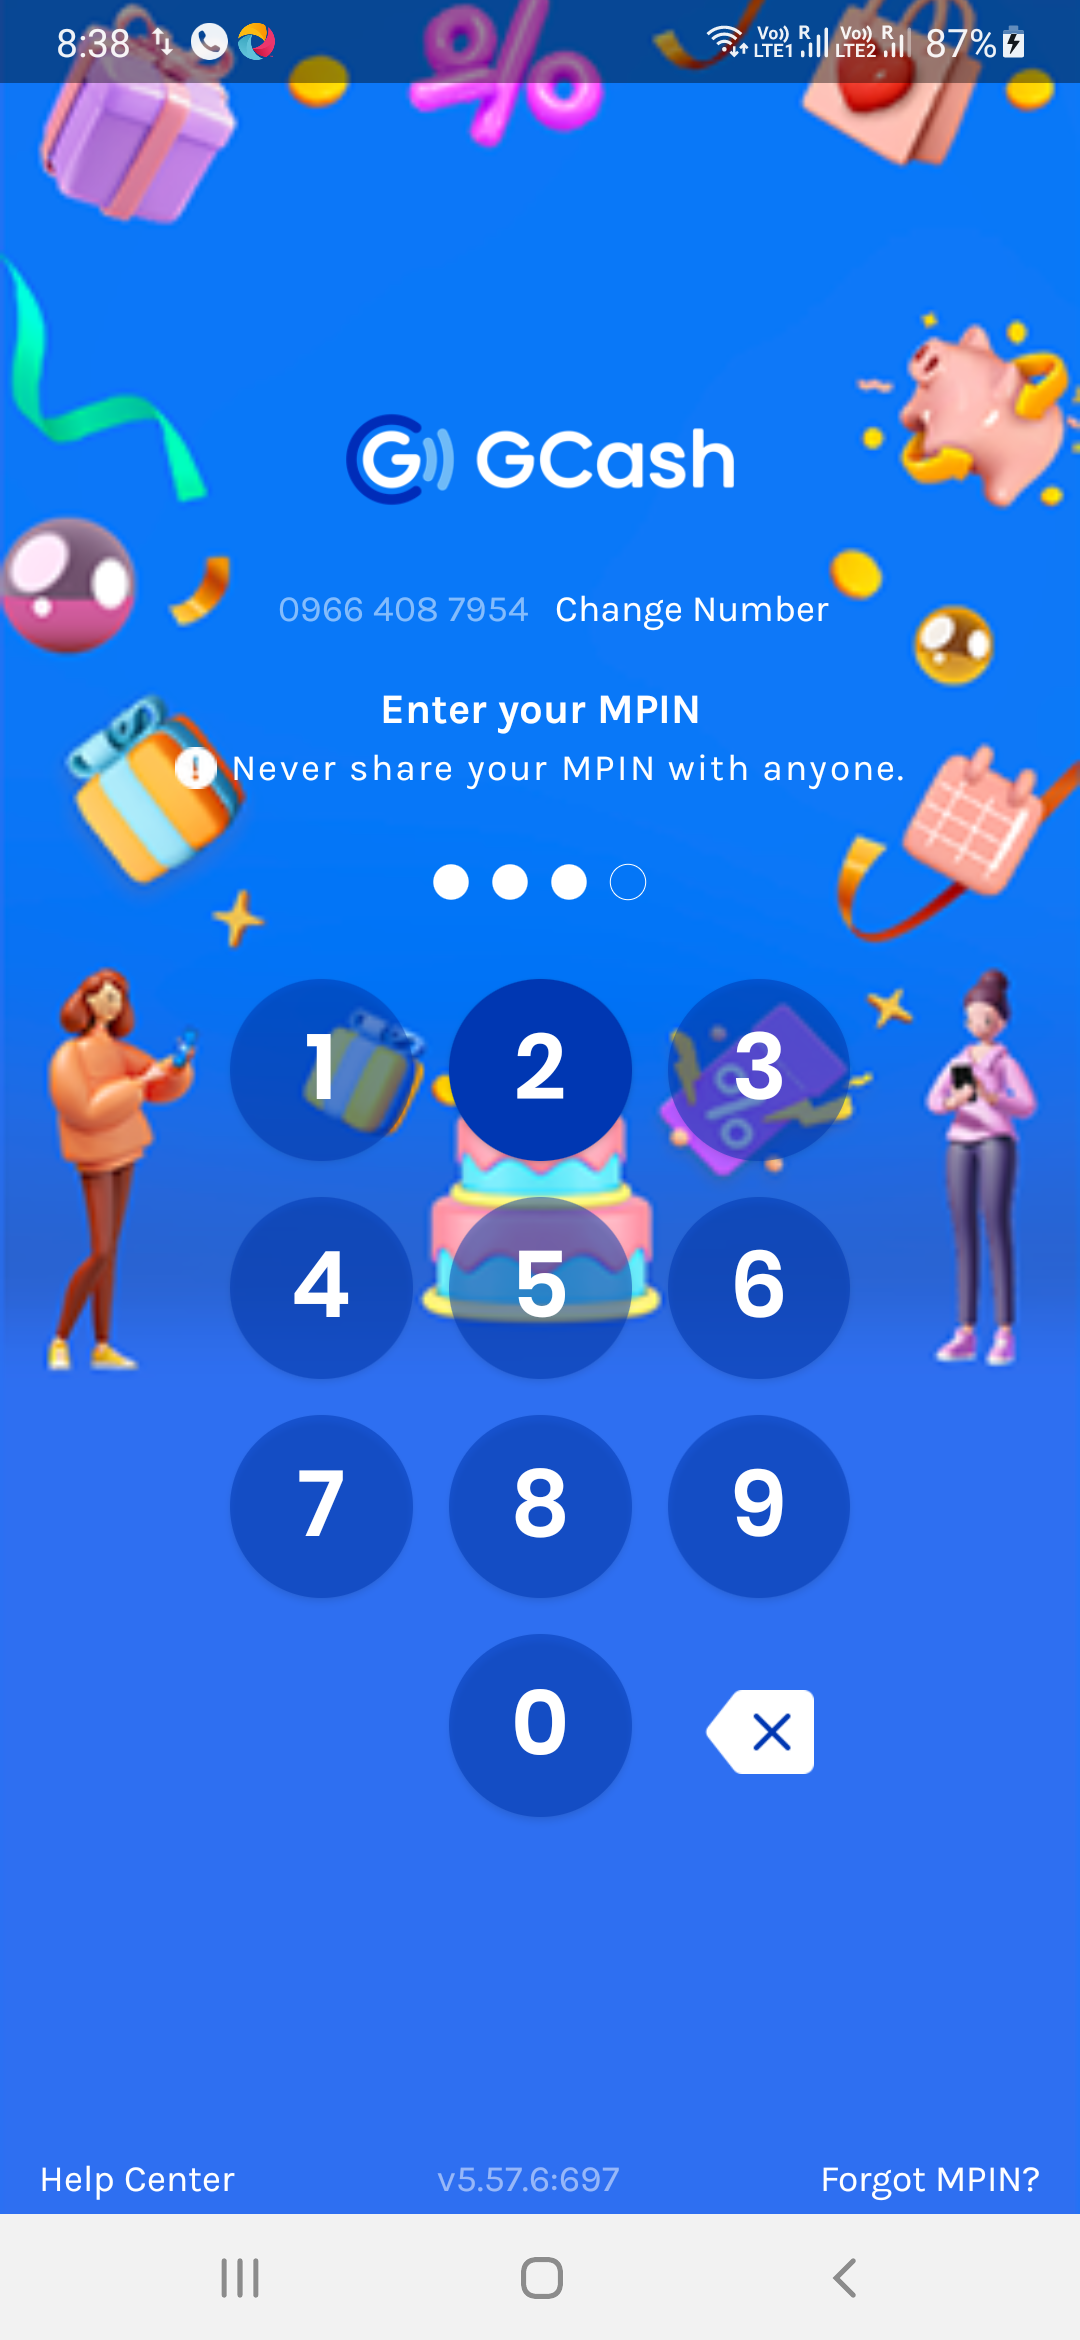 8:38 Vo)) R Vo)) R 87%
LTE1 LTE2
GCash
0966 408 7954 Change Number
Enter your MPIN
! Never share your MPIN with anyone.
1 2 3
4 5 6
7 8 9
0
Help Center v5.57.6:697 Forgot MPIN?